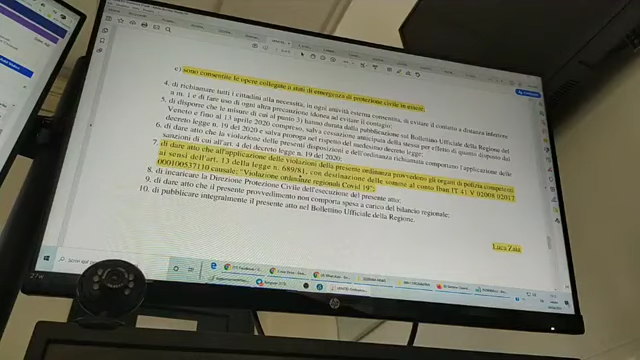 c) sono consentite le opere collegate a stati di emergenza di protezione civile in essere;
4. di richiamare tutti i cittadini alla necessità, in ogni attività esterna consentita, di evitare il contatto a distanza inferiore
a m. 1 e di fare uso di ogni altra protezione idonea ad evitare il contagio;
5. di disporre che le misure di cui al punto 3) hanno durata dalla pubblicazione sul Bollettino Ufficiale della Regione
Veneto e fino al 13 aprile 2020 compreso, salva cessazione anticipata della stessa per effetto di quanto disposto dal
decreto legge n. 19 del 2020 e salva proroga nel rispetto del medesimo decreto legge;
6. di dare atto che la violazione delle presenti disposizioni e dell'ordinanza richiamata comportano l'applicazione delle
sanzioni di cui all'art. 4 del decreto legge n. 19 del 2020;
7. di dare atto che all'applicazione delle violazioni della presente ordinanza provvedono gli organi di polizia competenti
ai sensi dell'art. 13 della legge n. 689/81, con destinazione delle somme al conto iban IT 41 V 02008 02017
000100537110 causale: "Violazione ordinanze regionali Covid 19";
8. di incaricare la Direzione Protezione Civile dell'esecuzione del presente atto;
9. di dare atto che il presente provvedimento non comporta spesa a carico del bilancio regionale;
10. di pubblicare integralmente il presente atto nel Bollettino Ufficiale della Regione.
Luca Zaia
hp